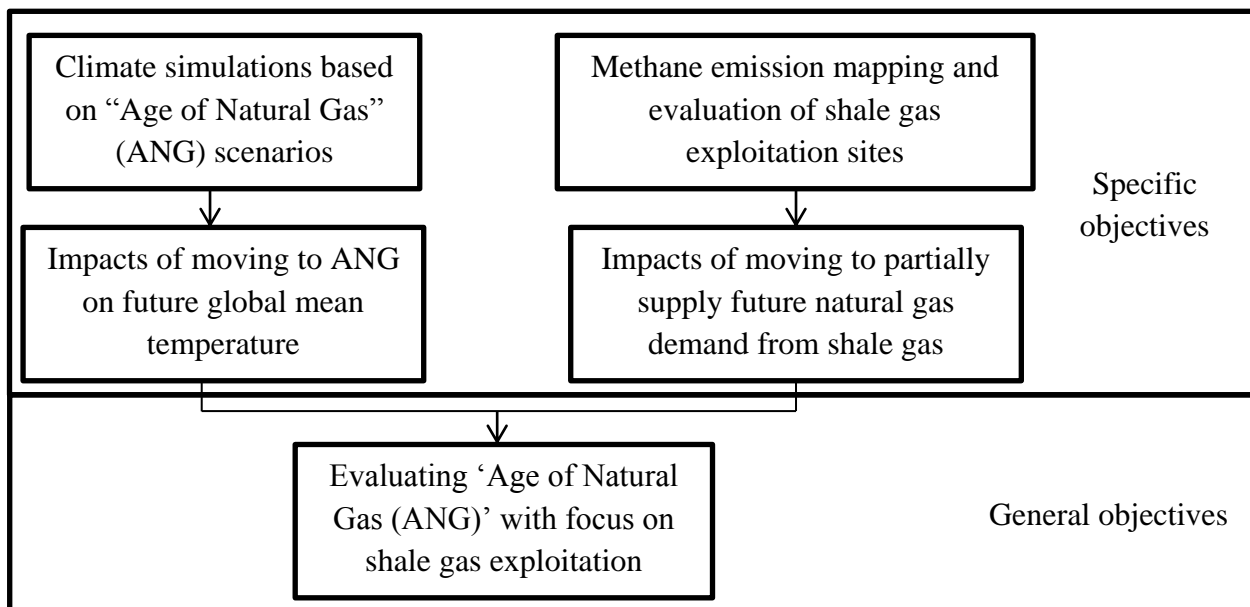 Climate simulations based
on “Age of Natural Gas”
(ANG) scenarios
Methane emission mapping and
evaluation of shale gas
exploitation sites
Specific
objectives
Impacts of moving to ANG
on future global mean
temperature
Impacts of moving to partially
supply future natural gas
demand from shale gas
Evaluating ‘Age of Natural
Gas (ANG)’ with focus on
shale gas exploitation
General objectives